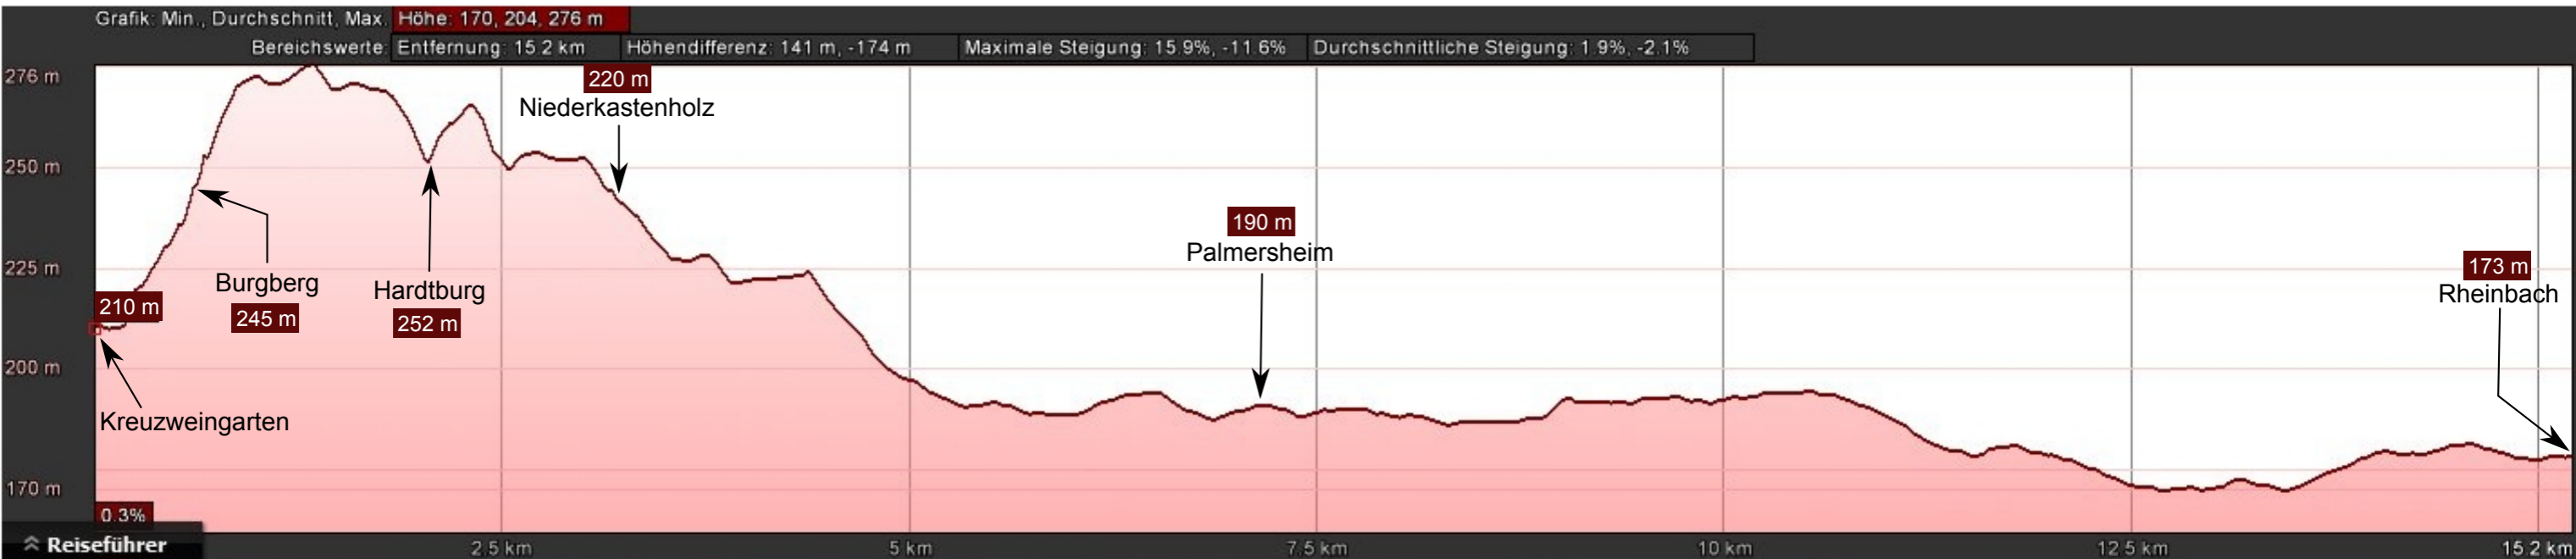 Grafik: Min., Durchschnitt, Max. Höhe: 170, 204, 276 m
Bereichswerte: Entfernung: 15.2 km Höhendifferenz: 141 m, -174 m Maximale Steigung: 15.9%, -11.6% Durchschnittliche Steigung: 1.9%, -2.1%
276 m
220 m
Niederkastenholz
250 m
190 m
Palmersheim
225 m
173 m
Rheinbach
Burgberg
245 m
Hardtburg
252 m
210 m
200 m
Kreuzweingarten
170 m
0.3%
Reiseführer
2.5 km 5 km 7.5 km 10 km 12.5 km 15.2 km